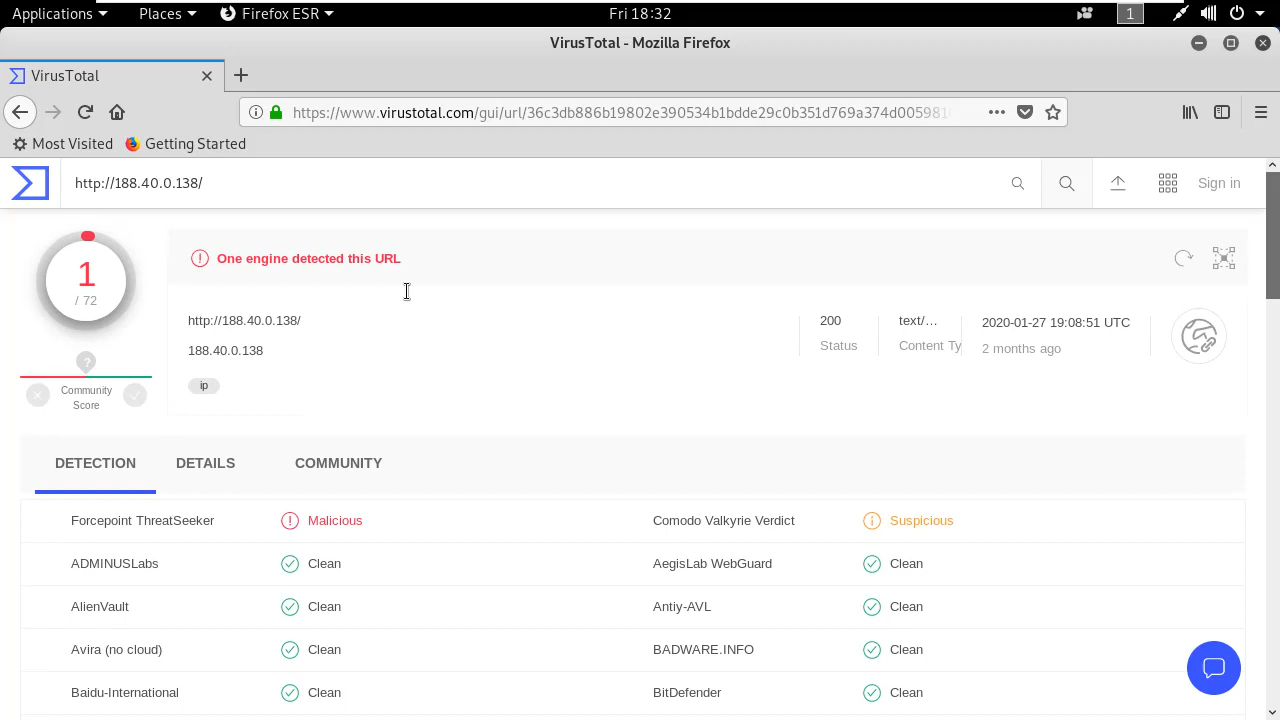 Applications Places Firefox ESR Fri 18:32 1
VirusTotal - Mozilla Firefox
VirusTotal
https://www.virustotal.com/gui/url/36c3db886b19802e390534b1bdde29c0b351d769a374d005981
Most Visited Getting Started
http://188.40.0.138/ Sign in
1
/ 72
One engine detected this URL
http://188.40.0.138/
188.40.0.138
ip
200
Status
text/…
Content Ty
2020-01-27 19:08:51 UTC
2 months ago
?
Community
Score
DETECTION DETAILS COMMUNITY
Forcepoint ThreatSeeker Malicious Comodo Valkyrie Verdict Suspicious
ADMINUSLabs Clean AegisLab WebGuard Clean
AlienVault Clean Antiy-AVL Clean
Avira (no cloud) Clean BADWARE.INFO Clean
Baidu-International Clean BitDefender Clean